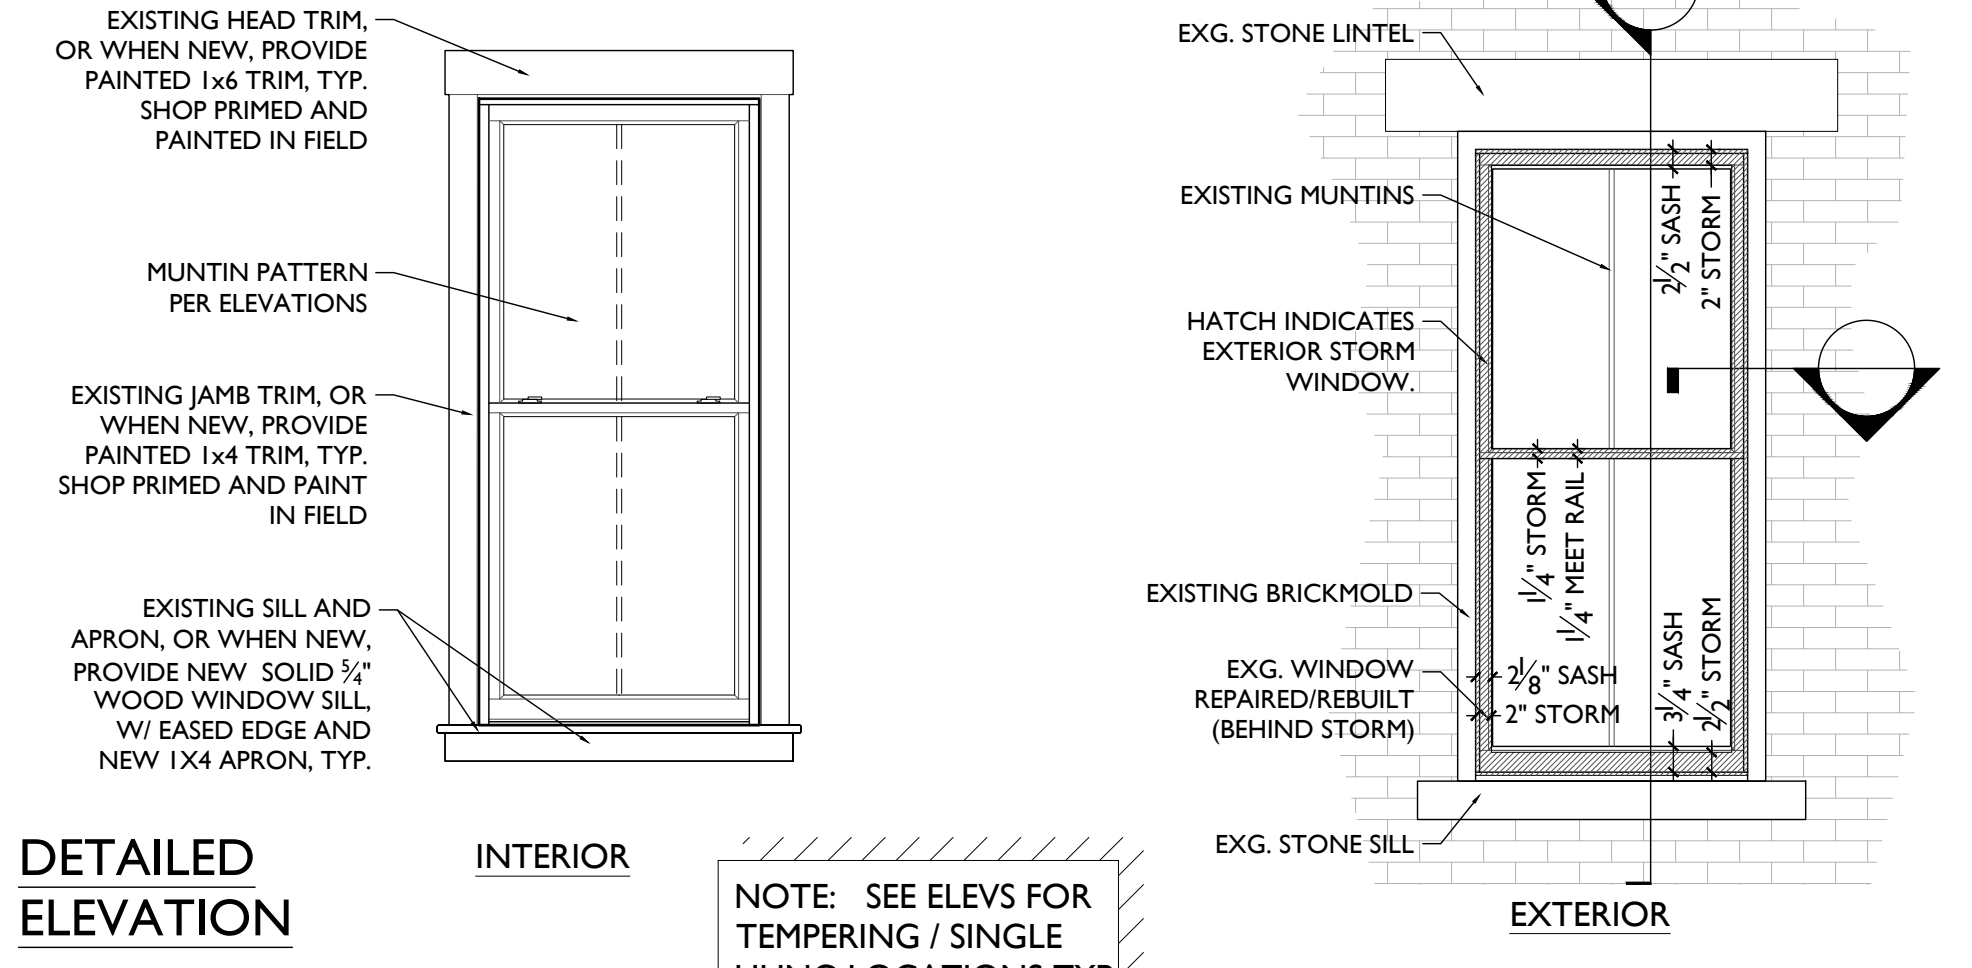 EXISTING HEAD TRIM,
OR WHEN NEW, PROVIDE
PAINTED 1x6 TRIM, TYP.
SHOP PRIMED AND
PAINTED IN FIELD
MUNTIN PATTERN
PER ELEVATIONS
EXISTING JAMB TRIM, OR
WHEN NEW, PROVIDE
PAINTED 1x4 TRIM, TYP.
SHOP PRIMED AND PAINT
IN FIELD
EXISTING SILL AND
APRON, OR WHEN NEW,
PROVIDE NEW SOLID 5/4"
WOOD WINDOW SILL,
W/ EASED EDGE AND
NEW 1X4 APRON, TYP.
DETAILED
ELEVATION
INTERIOR
NOTE: SEE ELEVS FOR
TEMPERING / SINGLE
HUNG LOCATIONS TYP
EXG. STONE LINTEL
EXISTING MUNTINS
HATCH INDICATES
EXTERIOR STORM
WINDOW.
EXISTING BRICKMOLD
EXG. WINDOW
REPAIRED/REBUILT
(BEHIND STORM)
EXG. STONE SILL
2 1/2" SASH
2" STORM
1 1/4" STORM
1 1/4" MEET RAIL
2 1/8" SASH
2" STORM
3 1/4" SASH
2 1/2" STORM
EXTERIOR